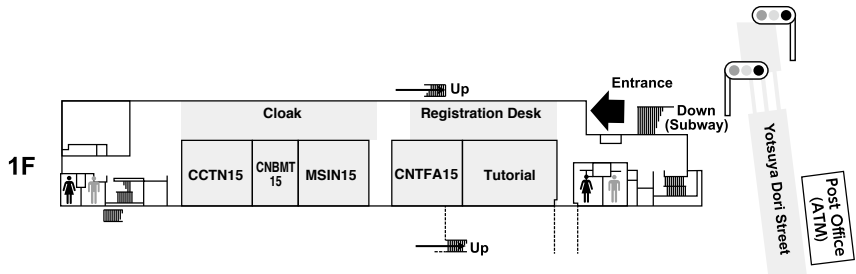 Up
Entrance
Cloak
Registration Desk
Down
(Subway)
1F
CCTN15
CNBMT
15
MSIN15
CNTFA15
Tutorial
Up
Yotsuya Dori Street
Post Office
(ATM)